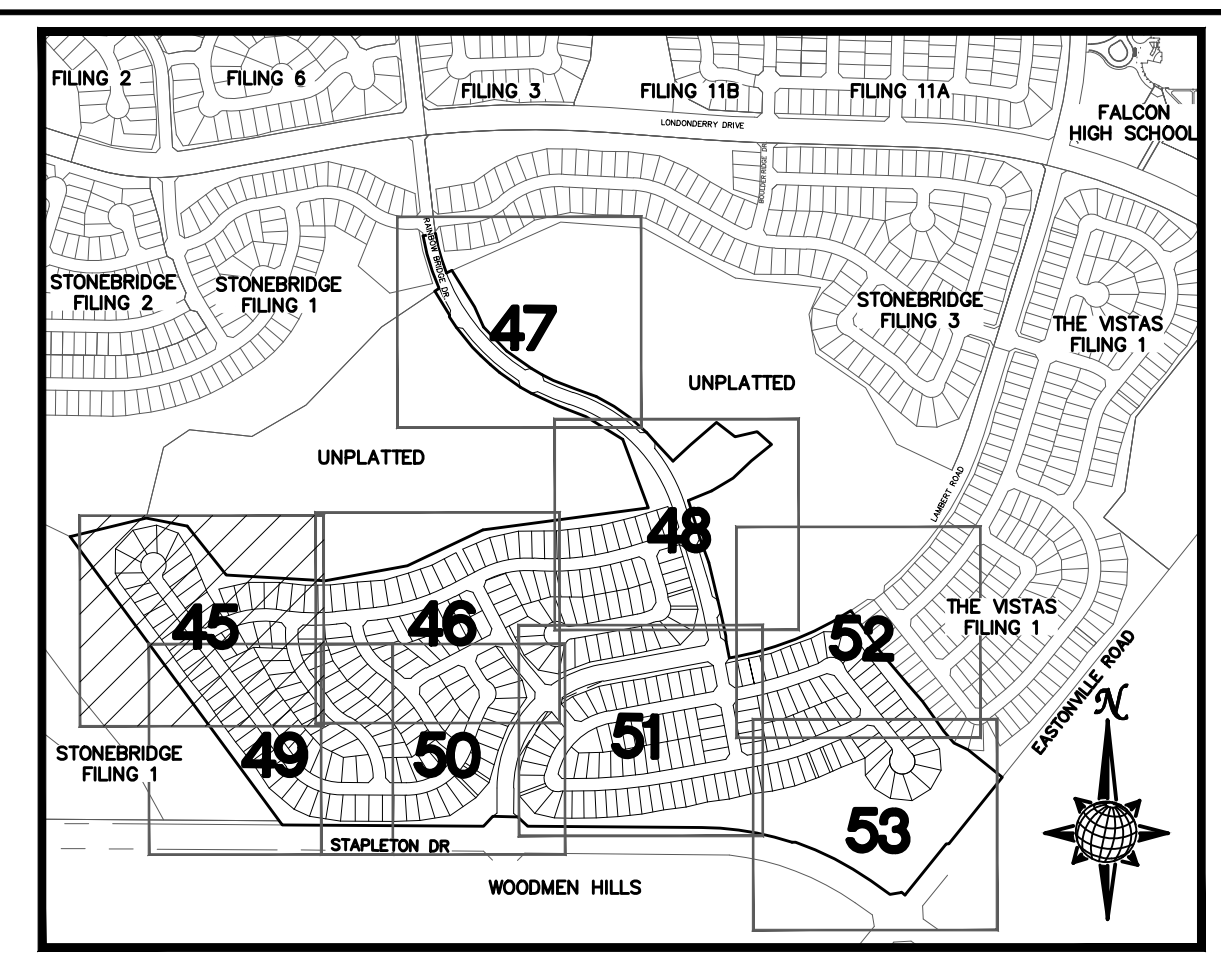 FILING 2
FILING 6
FILING 3
FILING 11B
FILING 11A
FALCON
HIGH SCHOOL
LONDONDERRY DRIVE
BOULDER RIDGE DR
RAINBOW BRIDGE DR.
STONEBRIDGE
FILING 2
STONEBRIDGE
FILING 1
STONEBRIDGE
FILING 3
THE VISTAS
FILING 1
47
UNPLATTED
UNPLATTED
LAMBERT ROAD
48
45
46
52
THE VISTAS
FILING 1
EASTONVILLE ROAD
N
STONEBRIDGE
FILING 1
49
50
51
53
STAPLETON DR
WOODMEN HILLS